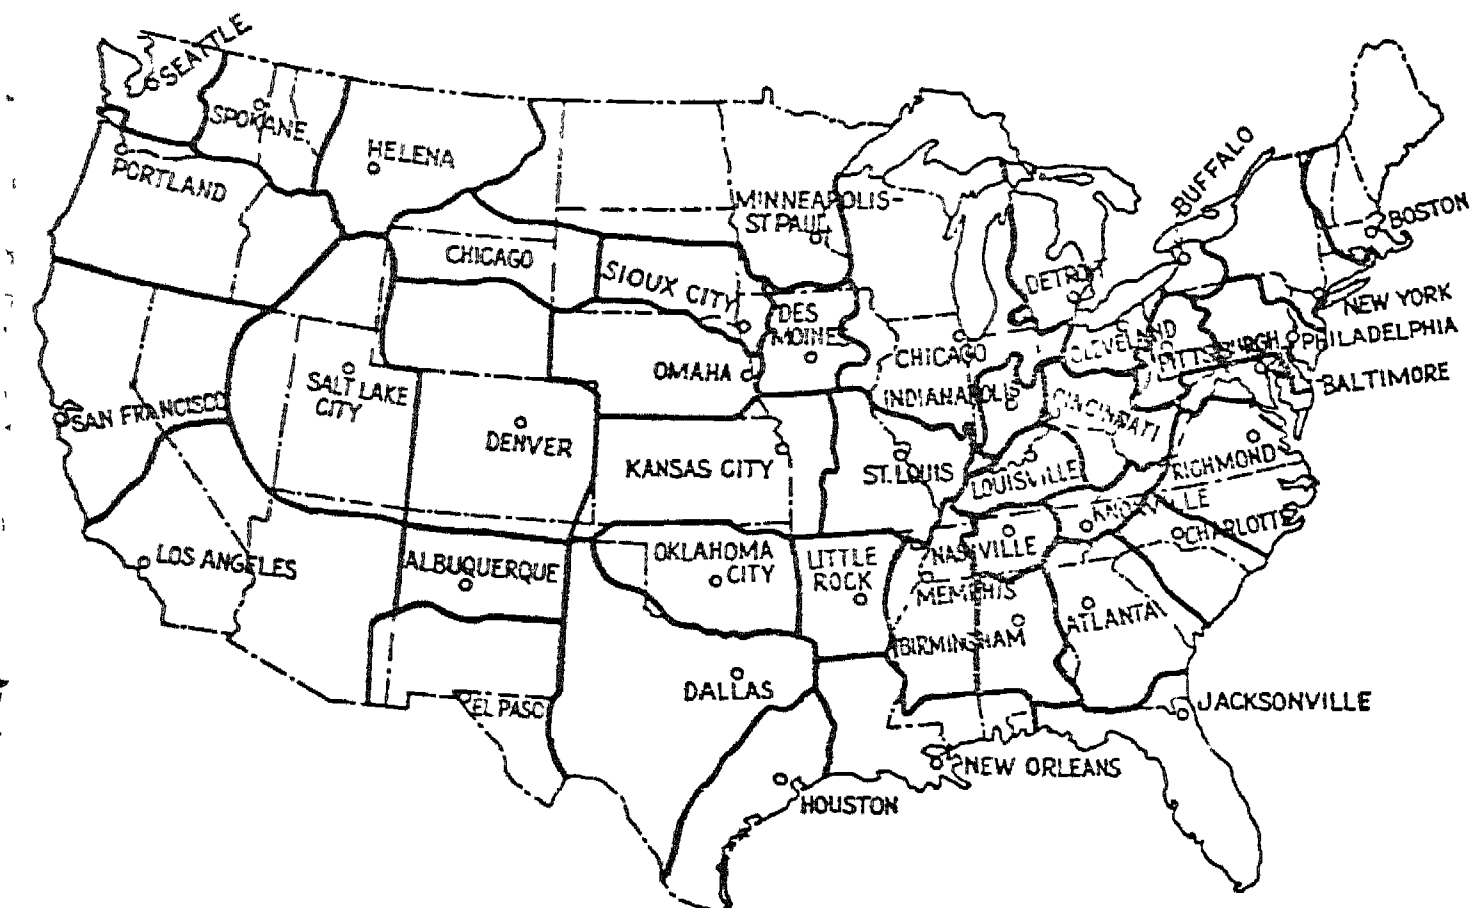 SEATTLE
SPOKANE
HELENA
PORTLAND
MINNEAPOLIS-
ST PAUL
BUFFALO
BOSTON
CHICAGO
SIOUX CITY
DETROIT
NEW YORK
DES
MOINES
CLEVELAND
PITTSBURGH
PHILADELPHIA
CHICAGO
OMAHA
SALT LAKE
CITY
INDIANAPOLIS
BALTIMORE
SAN FRANCISCO
CINCINNATI
DENVER
KANSAS CITY
ST. LOUIS
LOUISVILLE
RICHMOND
KNOXVILLE
CHARLOTTE
LOS ANGELES
ALBUQUERQUE
OKLAHOMA
CITY
LITTLE
ROCK
NASHVILLE
MEMPHIS
ATLANTA
BIRMINGHAM
DALLAS
EL PASO
JACKSONVILLE
NEW ORLEANS
HOUSTON